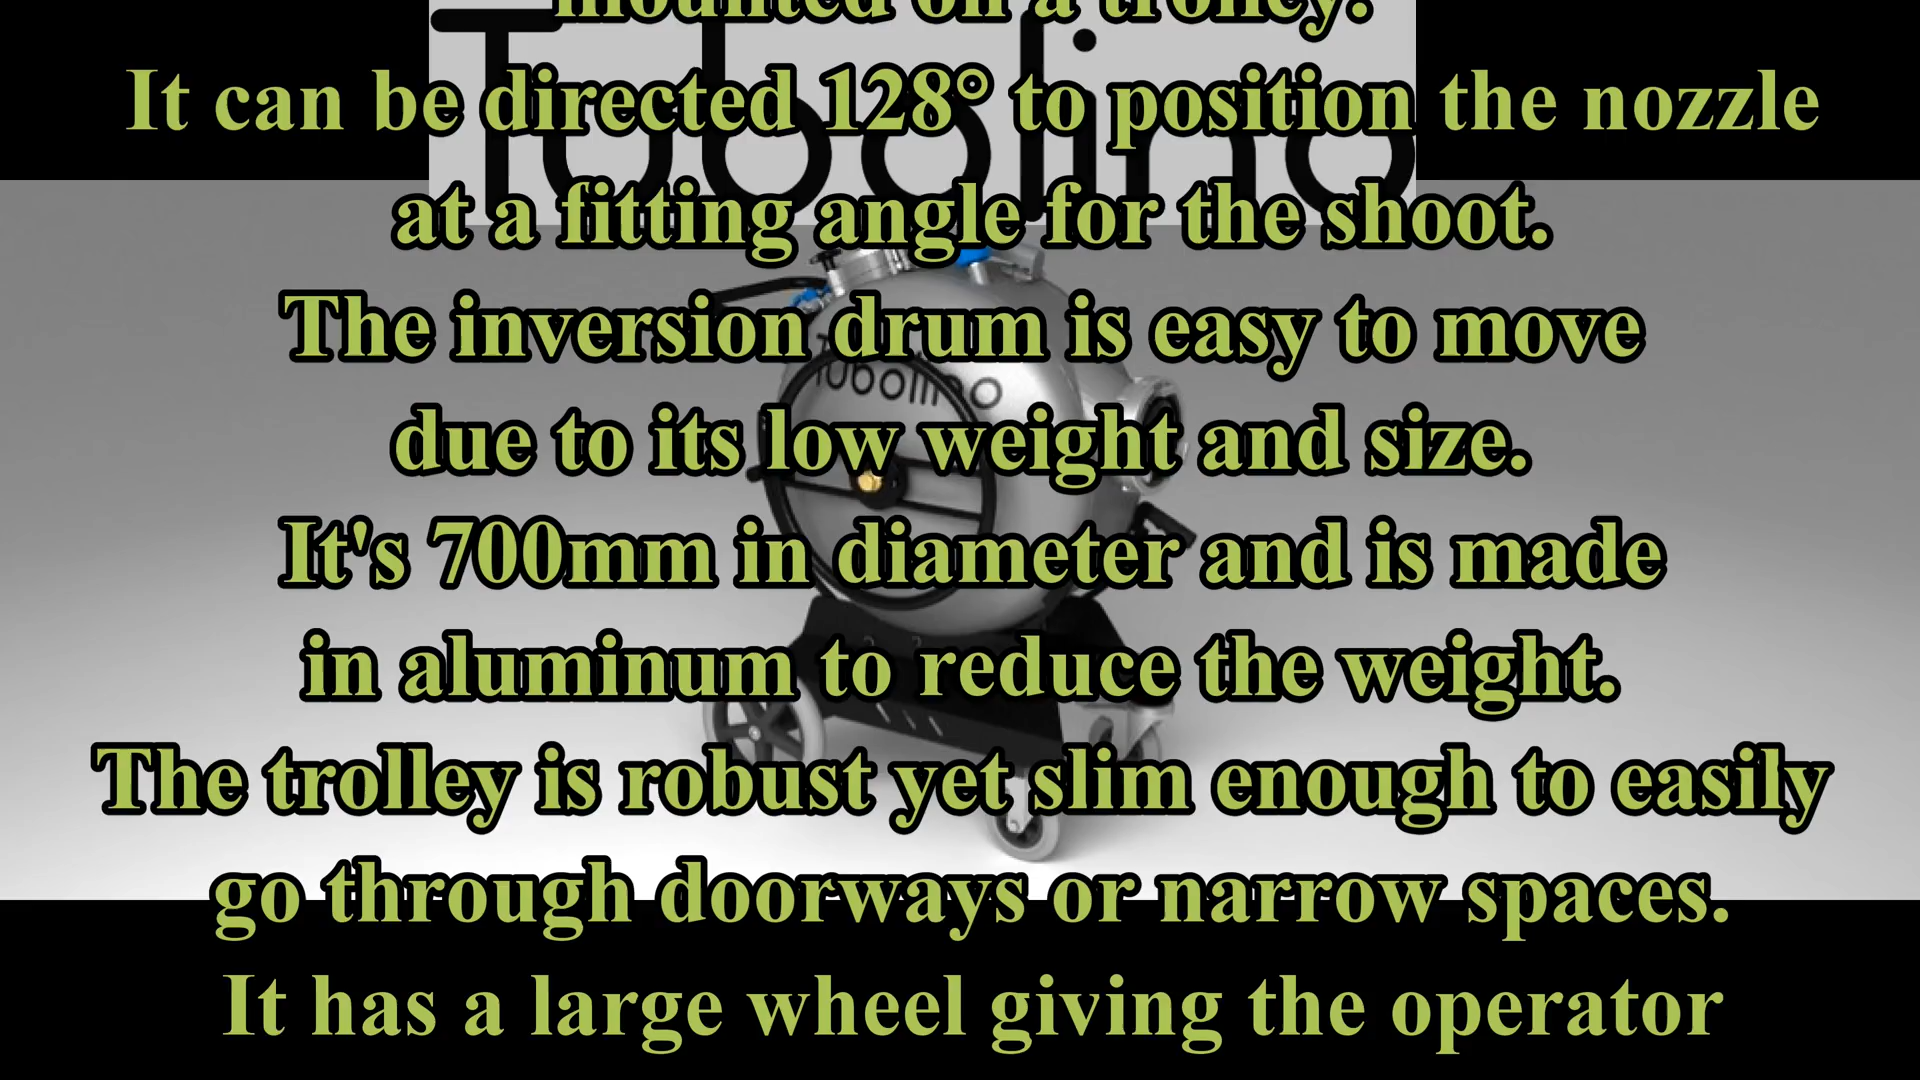 mounted on a trolley.
Tubolino
It can be directed 128° to position the nozzle
at a fitting angle for the shoot.
The inversion drum is easy to move
Tubolino
due to its low weight and size.
It's 700mm in diameter and is made
in aluminum to reduce the weight.
The trolley is robust yet slim enough to easily
go through doorways or narrow spaces.
It has a large wheel giving the operator